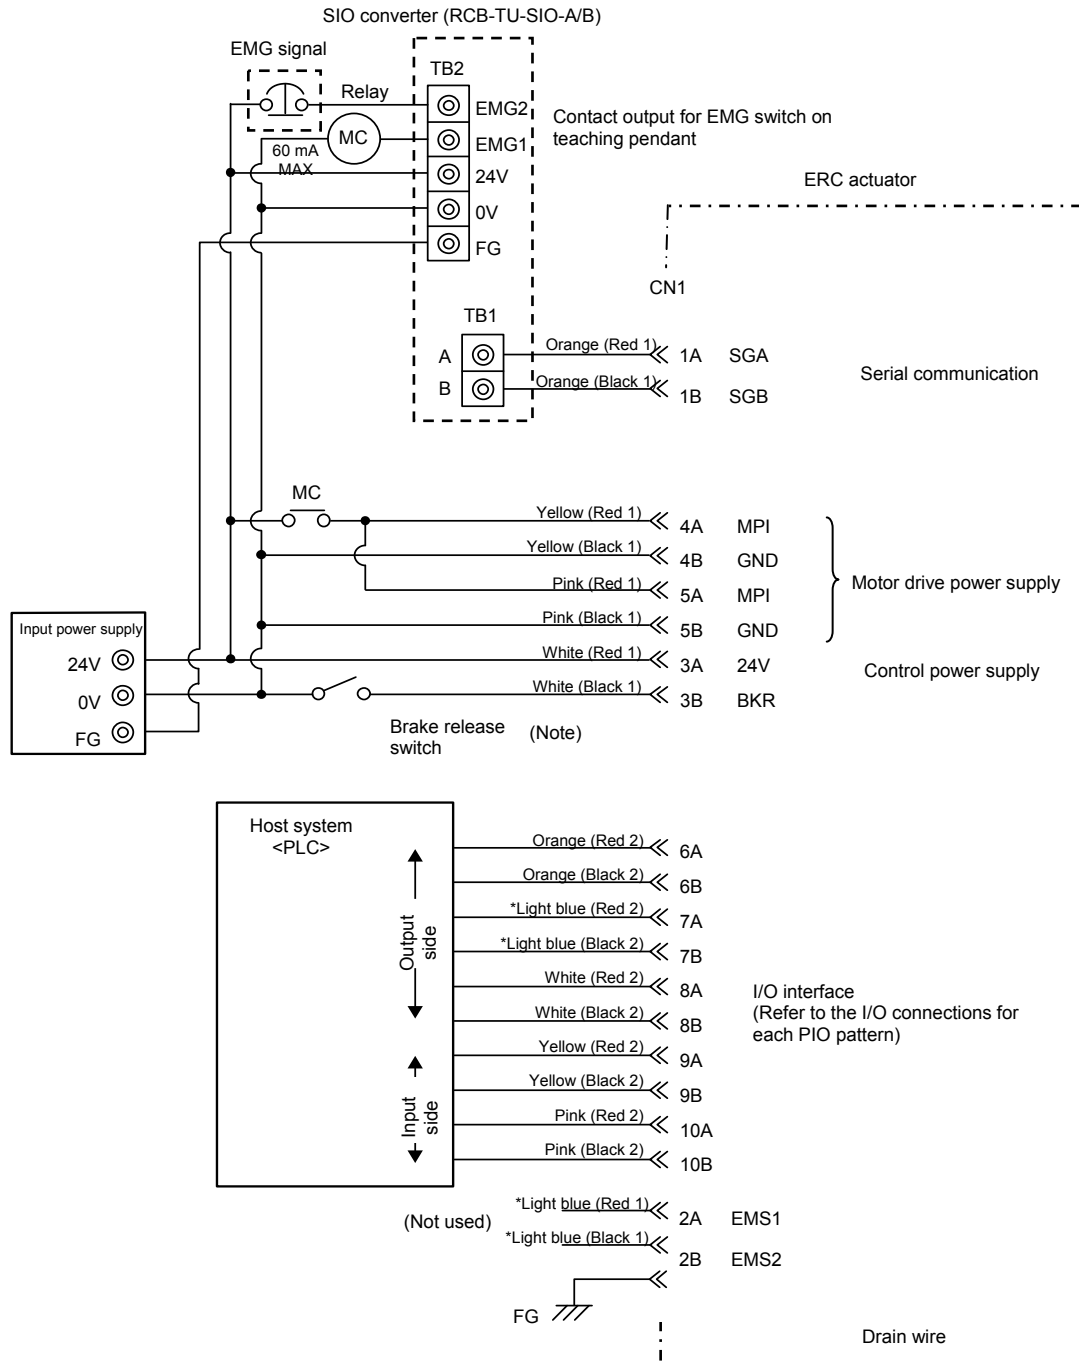 SIO converter (RCB-TU-SIO-A/B)
EMG signal
TB2
Relay
EMG2
MC
EMG1
60 mA
MAX
24V
0V
FG
Contact output for EMG switch on
teaching pendant
ERC actuator
CN1
TB1
A
Orange (Red 1)
1A
SGA
B
Orange (Black 1)
1B
SGB
Serial communication
MC
Yellow (Red 1)
4A
MPI
Yellow (Black 1)
4B
GND
Pink (Red 1)
5A
MPI
Pink (Black 1)
5B
GND
Motor drive power supply
Input power supply
24V
0V
FG
White (Red 1)
3A
24V
Control power supply
White (Black 1)
3B
BKR
Brake release
switch
(Note)
Host system
<PLC>
Output
side
Input
side
Orange (Red 2)
6A
Orange (Black 2)
6B
*Light blue (Red 2)
7A
*Light blue (Black 2)
7B
White (Red 2)
8A
White (Black 2)
8B
Yellow (Red 2)
9A
Yellow (Black 2)
9B
Pink (Red 2)
10A
Pink (Black 2)
10B
I/O interface
(Refer to the I/O connections for
each PIO pattern)
(Not used)
*Light blue (Red 1)
2A
EMS1
*Light blue (Black 1)
2B
EMS2
FG
Drain wire